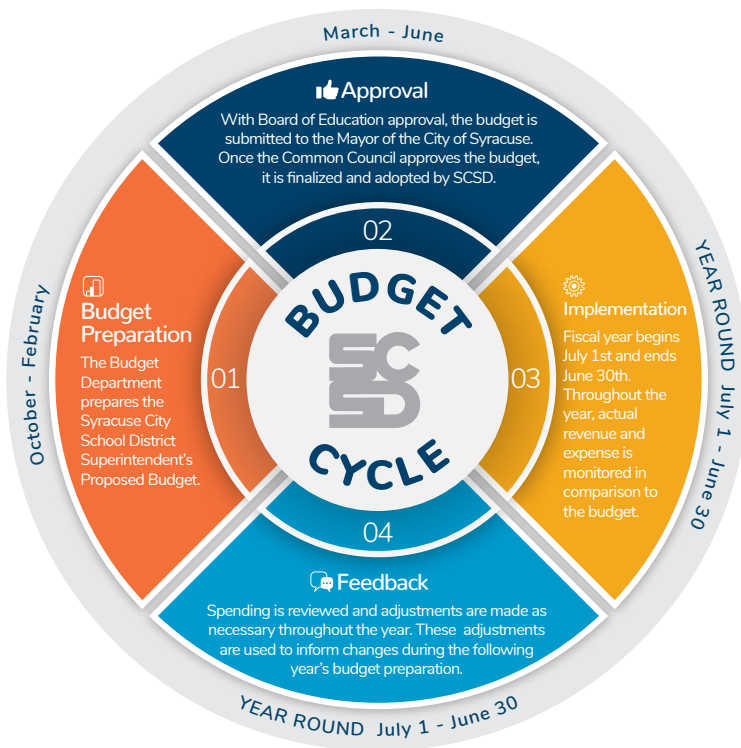 March - June
Approval
With Board of Education approval, the budget is
submitted to the Mayor of the City of Syracuse.
Once the Common Council approves the budget,
it is finalized and adopted by SCSD.
02
October - February
Budget
Preparation
The Budget
Department
prepares the
Syracuse City
School District
Superintendent's
Proposed Budget.
01
BUDGET
SCSD
CYCLE
03
Implementation
Fiscal year begins
July 1st and ends
June 30th.
Throughout the
year, actual
revenue and
expense is
monitored in
comparison to
the budget.
YEAR ROUND July 1 - June 30
04
Feedback
Spending is reviewed and adjustments are made as
necessary throughout the year. These adjustments
are used to inform changes during the following
year's budget preparation.
YEAR ROUND July 1 - June 30